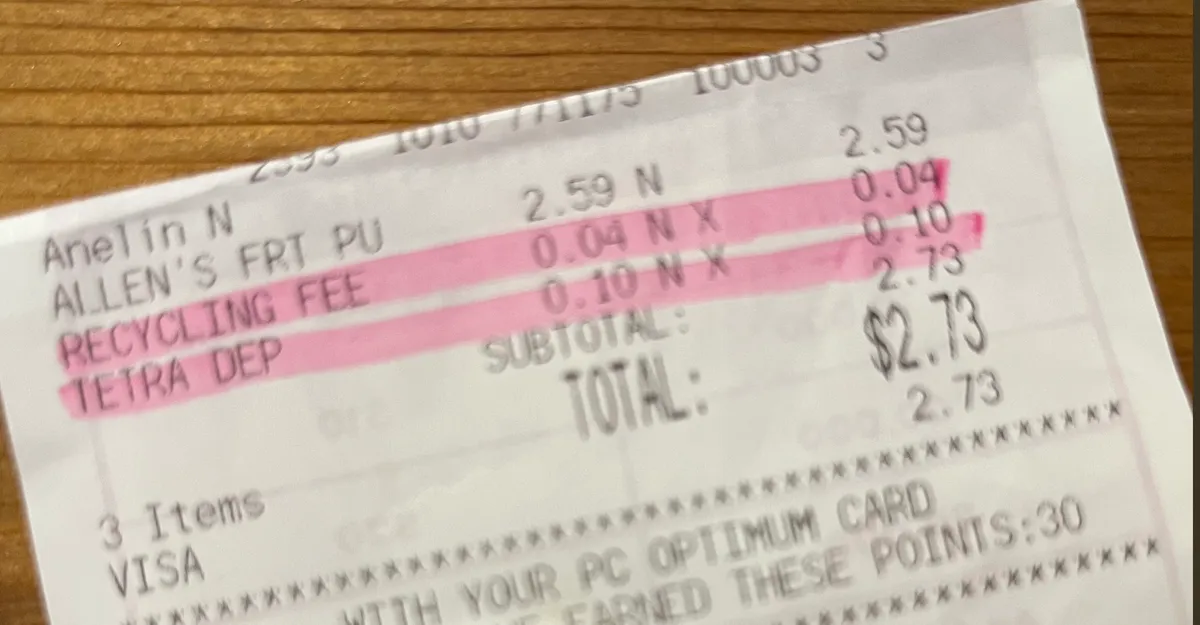 100003 3
Anelin N
ALLEN'S FRT PU 2.59 N 2.59
RECYCLING FEE 0.04 N X 0.04
TETRA DEP 0.10 N X 0.10
SUBTOTAL: 2.73
TOTAL: $2.73
3 Items
VISA 2.73
WITH YOUR PC OPTIMUM CARD
EARNED THESE POINTS:30